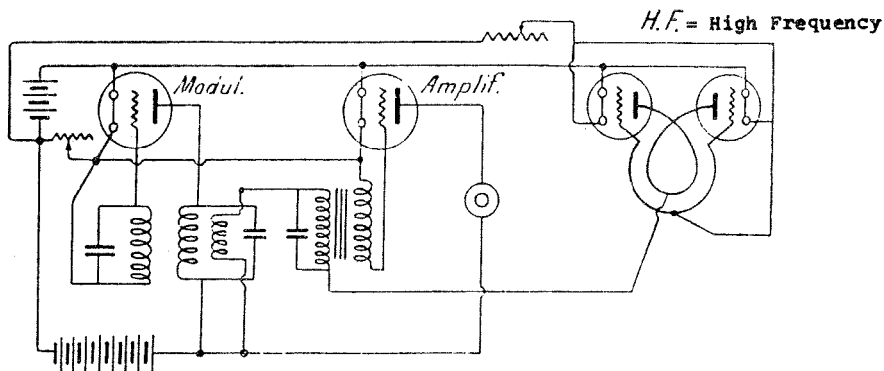 H.F. = High Frequency
Modul.
Amplif.